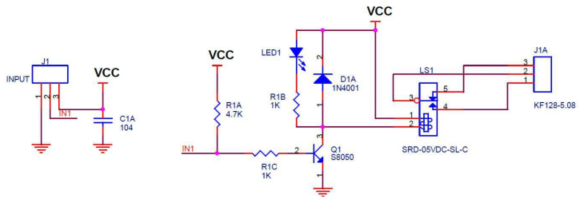 J1
INPUT
1
2
3
IN1
VCC
C1A
104
VCC
R1A
4.7K
IN1
R1C
1K
LED1
R1B
1K
2
D1A
1N4001
1
3
2
Q1
S8050
1
VCC
LS1
3
5
4
1
2
SRD-05VDC-SL-C
J1A
3
2
1
KF128-5.08